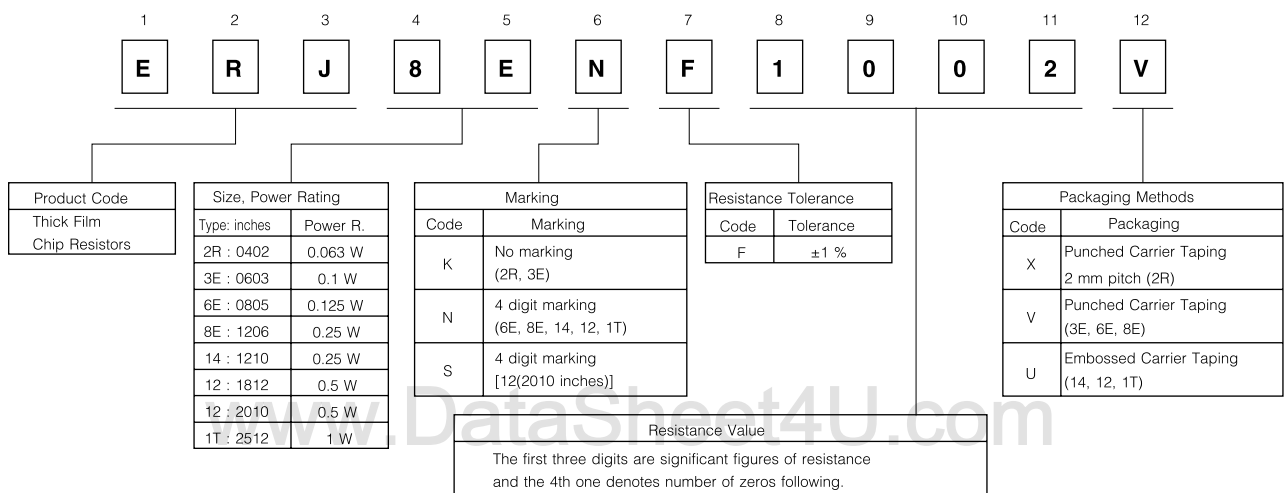 1 2 3 4 5 6 7 8 9 10 11 12
E R J 8 E N F 1 0 0 2 V
Product Code
Thick Film
Chip Resistors
Size, Power Rating
Type: inches Power R.
2R : 0402 0.063 W
3E : 0603 0.1 W
6E : 0805 0.125 W
8E : 1206 0.25 W
14 : 1210 0.25 W
12 : 1812 0.5 W
12 : 2010 0.5 W
1T : 2512 1 W
Marking
Code Marking
K No marking
(2R, 3E)
N 4 digit marking
(6E, 8E, 14, 12, 1T)
S 4 digit marking
[12(2010 inches)]
Resistance Tolerance
Code Tolerance
F ±1 %
Packaging Methods
Code Packaging
X Punched Carrier Taping
2 mm pitch (2R)
V Punched Carrier Taping
(3E, 6E, 8E)
U Embossed Carrier Taping
(14, 12, 1T)
www.DataSheet4U.com
Resistance Value
The first three digits are significant figures of resistance
and the 4th one denotes number of zeros following.